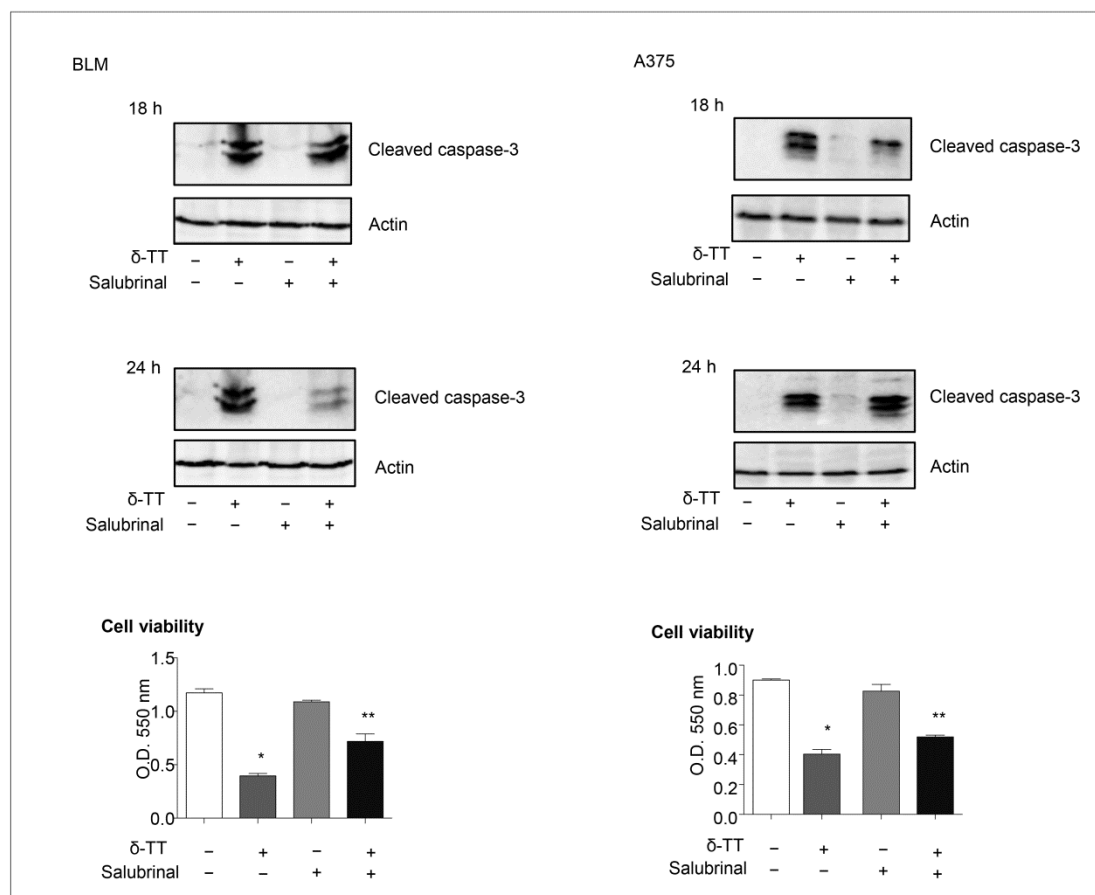 BLM
18 h
Cleaved caspase-3
Actin
δ-TT – + – +
Salubrinal – – + +
24 h
Cleaved caspase-3
Actin
δ-TT – + – +
Salubrinal – – + +
Cell viability
O.D. 550 nm
1.5
1.0
0.5
0.0
*
**
δ-TT – + – +
Salubrinal – – + +
A375
18 h
Cleaved caspase-3
Actin
δ-TT – + – +
Salubrinal – – + +
24 h
Cleaved caspase-3
Actin
δ-TT – + – +
Salubrinal – – + +
Cell viability
O.D. 550 nm
1.0
0.8
0.6
0.4
0.2
0.0
*
**
δ-TT – + – +
Salubrinal – – + +